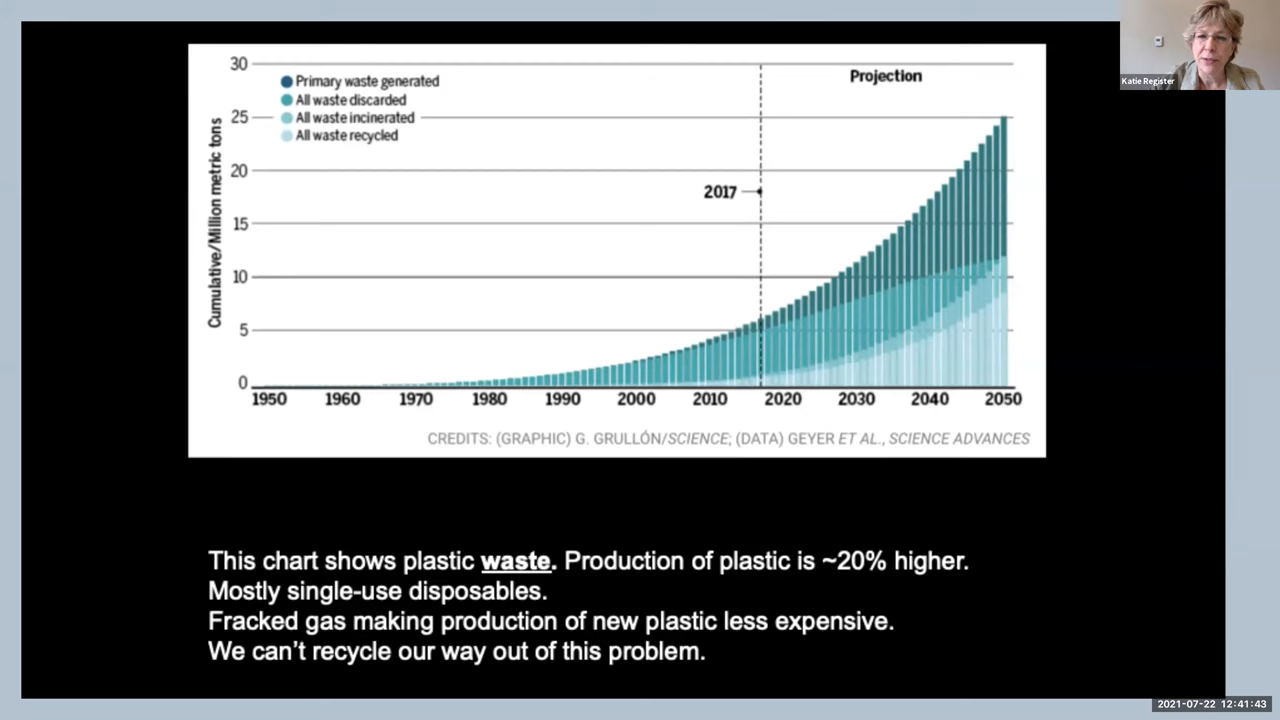 Katie Register
30
25
20
15
10
5
0
Cumulative/Million metric tons
Primary waste generated
All waste discarded
All waste incinerated
All waste recycled
Projection
2017
1950 1960 1970 1980 1990 2000 2010 2020 2030 2040 2050
CREDITS: (GRAPHIC) G. GRULLÓN/SCIENCE; (DATA) GEYER ET AL., SCIENCE ADVANCES
This chart shows plastic waste. Production of plastic is ~20% higher.
Mostly single-use disposables.
Fracked gas making production of new plastic less expensive.
We can’t recycle our way out of this problem.
2021-07-22 12:41:43